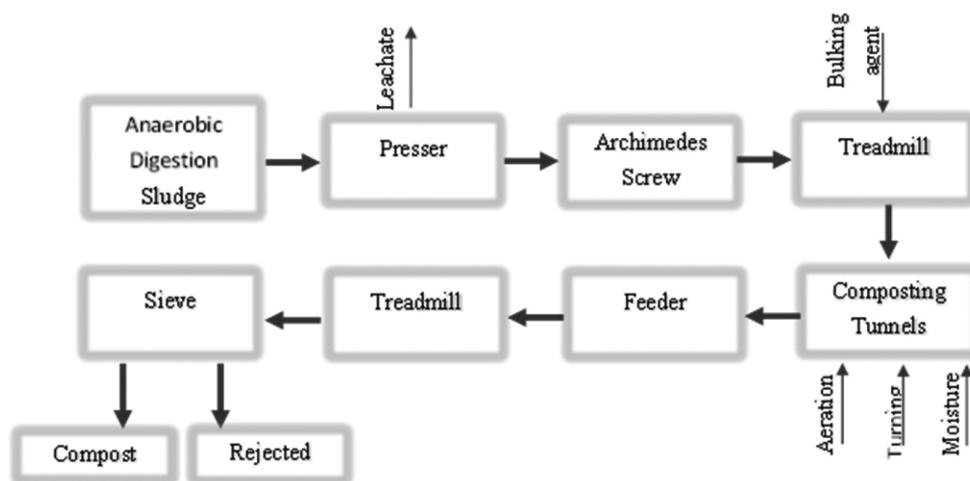 Leachate
Bulking
agent
Anaerobic
Digestion
Sludge
Presser
Archimedes
Screw
Treadmill
Sieve
Treadmill
Feeder
Composting
Tunnels
Aeration
Turning
Moisture
Compost
Rejected